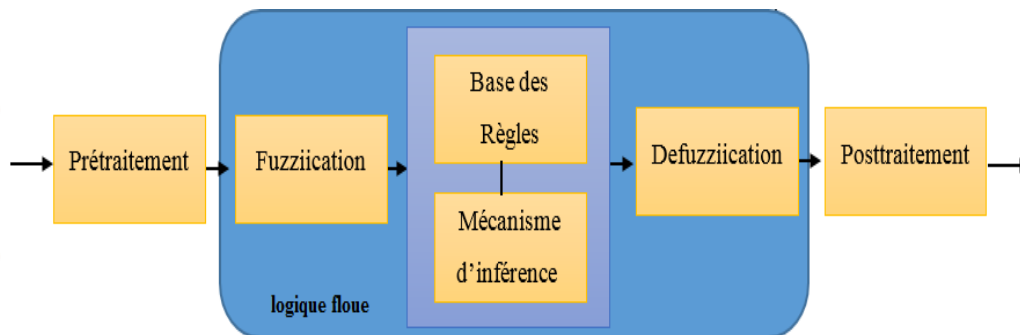 Prétraitement
Fuzziication
Base des
Règles
Mécanisme
d’inférence
Defuzziication
Posttraitement
logique floue